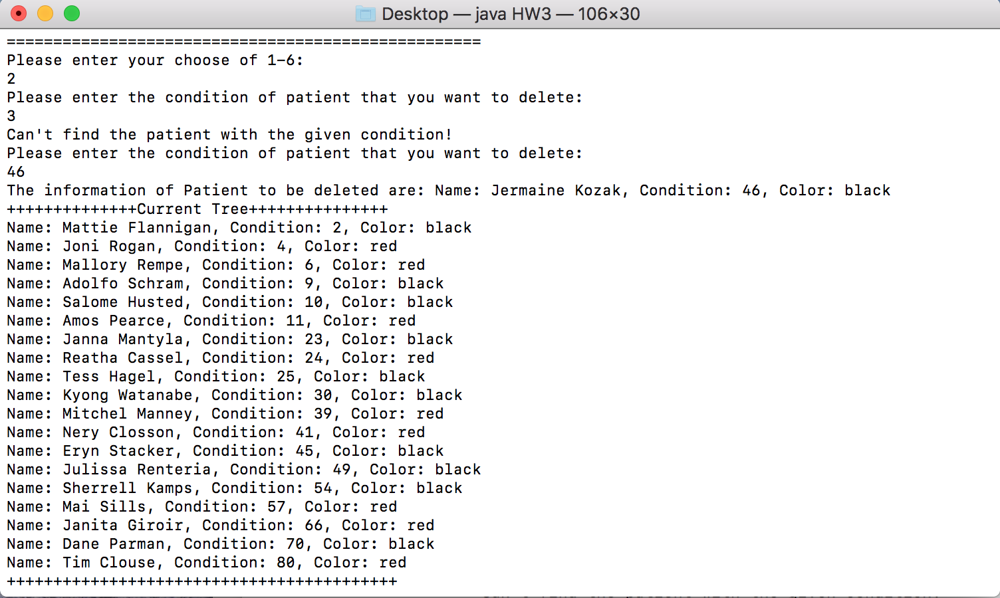 Desktop — java HW3 — 106×30
===================================================
Please enter your choose of 1-6:
2
Please enter the condition of patient that you want to delete:
3
Can't find the patient with the given condition!
Please enter the condition of patient that you want to delete:
46
The information of Patient to be deleted are: Name: Jermaine Kozak, Condition: 46, Color: black
++++++++++++++Current Tree+++++++++++++++
Name: Mattie Flannigan, Condition: 2, Color: black
Name: Joni Rogan, Condition: 4, Color: red
Name: Mallory Rempe, Condition: 6, Color: red
Name: Adolfo Schram, Condition: 9, Color: black
Name: Salome Husted, Condition: 10, Color: black
Name: Amos Pearce, Condition: 11, Color: red
Name: Janna Mantyla, Condition: 23, Color: black
Name: Reatha Cassel, Condition: 24, Color: red
Name: Tess Hagel, Condition: 25, Color: black
Name: Kyong Watanabe, Condition: 30, Color: black
Name: Mitchel Manney, Condition: 39, Color: red
Name: Nery Closson, Condition: 41, Color: red
Name: Eryn Stacker, Condition: 45, Color: black
Name: Julissa Renteria, Condition: 49, Color: black
Name: Sherrell Kamps, Condition: 54, Color: black
Name: Mai Sills, Condition: 57, Color: red
Name: Janita Giroir, Condition: 66, Color: red
Name: Dane Parman, Condition: 70, Color: black
Name: Tim Clouse, Condition: 80, Color: red
++++++++++++++++++++++++++++++++++++++++++